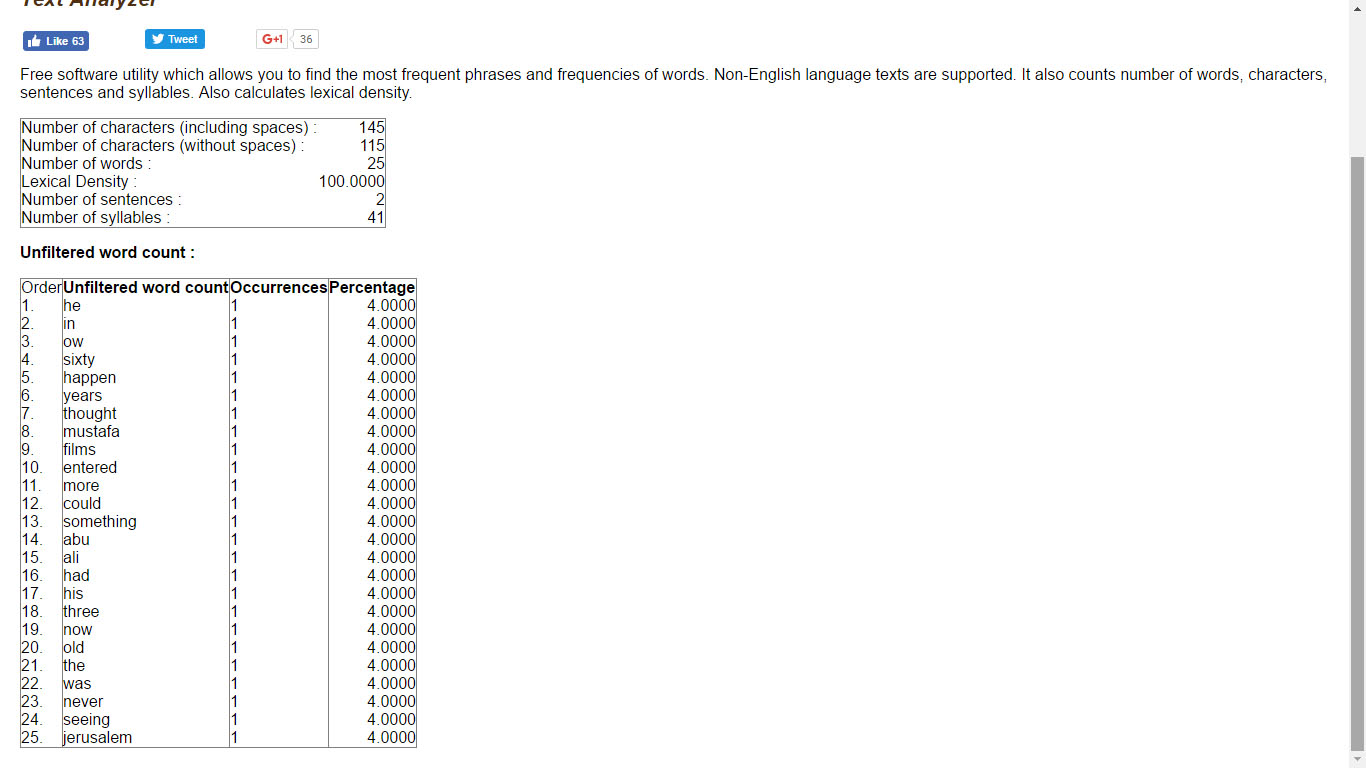 Text Analyzer
Like 63
Tweet
G+1 36
Free software utility which allows you to find the most frequent phrases and frequencies of words. Non-English language texts are supported. It also counts number of words, characters,
sentences and syllables. Also calculates lexical density.
Number of characters (including spaces) : 145
Number of characters (without spaces) : 115
Number of words : 25
Lexical Density : 100.0000
Number of sentences : 2
Number of syllables : 41
Unfiltered word count :
Order Unfiltered word count Occurrences Percentage
1. he 1 4.0000
2. in 1 4.0000
3. ow 1 4.0000
4. sixty 1 4.0000
5. happen 1 4.0000
6. years 1 4.0000
7. thought 1 4.0000
8. mustafa 1 4.0000
9. films 1 4.0000
10. entered 1 4.0000
11. more 1 4.0000
12. could 1 4.0000
13. something 1 4.0000
14. abu 1 4.0000
15. ali 1 4.0000
16. had 1 4.0000
17. his 1 4.0000
18. three 1 4.0000
19. now 1 4.0000
20. old 1 4.0000
21. the 1 4.0000
22. was 1 4.0000
23. never 1 4.0000
24. seeing 1 4.0000
25. jerusalem 1 4.0000